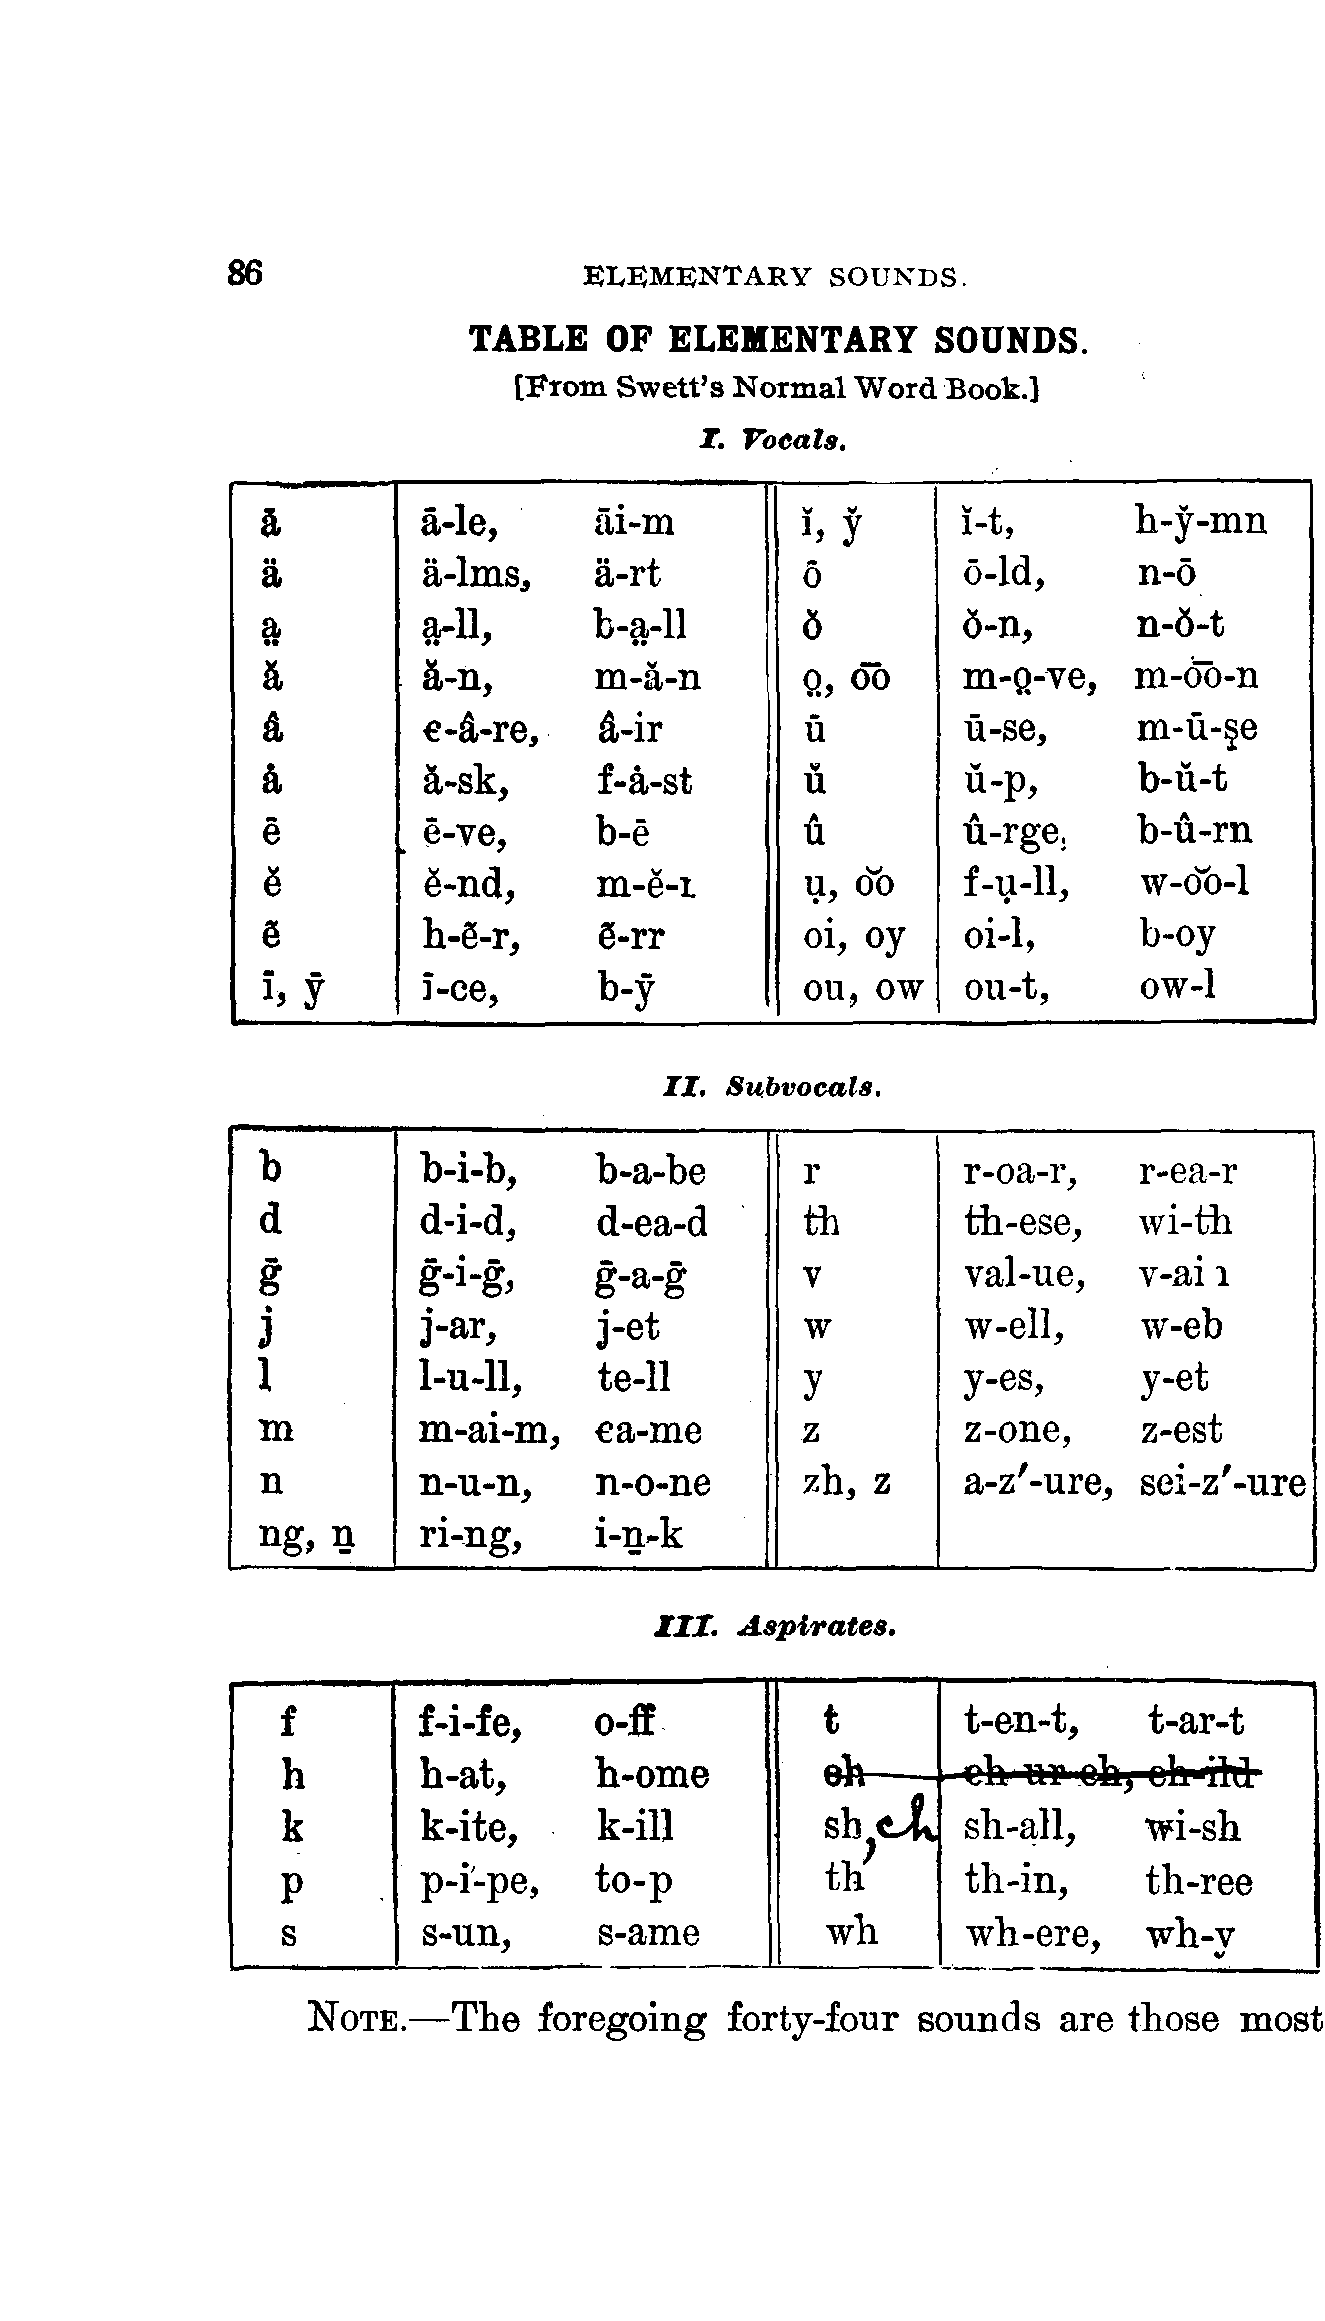 86 ELEMENTARY SOUNDS.
TABLE OF ELEMENTARY SOUNDS.
[From Swett's Normal Word Book.]
I. Vocals.
ā ā-le, āi-m ĭ, y̆ ĭ-t, h-y̆-mn
ä ä-lms, ä-rt ō ō-ld, n-ō
a̤ a̤-ll, b-a̤-ll ŏ ŏ-n, n-ŏ-t
ă ă-n, m-ă-n o̤, o͞o m-o̤-ve, m-o͞o-n
â c-â-re, â-ir ū ū-se, m-ū-ş̱e
ȧ ă-sk, f-ȧ-st ŭ ŭ-p, b-ŭ-t
ē ē-ve, b-ē û û-rge, b-û-rn
ĕ ĕ-nd, m-ĕ-t ụ, o͝o f-ụ-ll, w-o͝o-l
ẽ h-ẽ-r, ẽ-rr oi, oy oi-l, b-oy
ī, ȳ ī-ce, b-ȳ ou, ow ou-t, ow-l
II. Subvocals.
b b-i-b, b-a-be r r-oa-r, r-ea-r
d d-i-d, d-ea-d th th-ese, wi-th
ḡ ḡ-i-ḡ, ḡ-a-ḡ v val-ue, v-ai
j j-ar, j-et w w-ell, w-eb
l l-u-ll, te-ll y y-es, y-et
m m-ai-m, ca-me z z-one, z-est
n n-u-n, n-o-ne zh, z a-z′-ure, sei-z′-ure
ng, ṉ ri-ng, i-ṉ-k
III. Aspirates.
f f-i-fe, o-ff t t-en-t, t-ar-t
h h-at, h-ome ch ch-ur-ch, ch-ild
k k-ite, k-ill sh, ch sh-ạll, wi-sh
p p-i-pe, to-p th th-in, th-ree
s s-un, s-ame wh wh-ere, wh-y
NOTE.—The foregoing forty-four sounds are those most